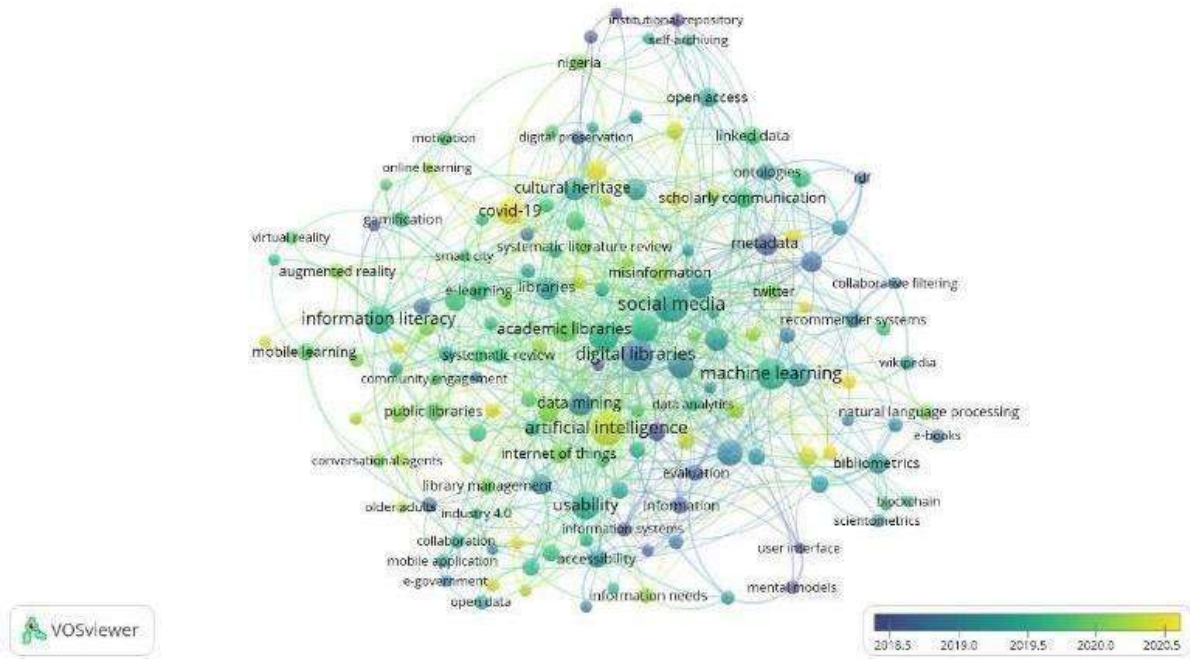 institutional repository
self-archiving
nigeria
open access
motivation
digital preservation
linked data
online learning
ontologies
rdf
cultural heritage
scholarly communication
covid-19
gamification
virtual reality
systematic literature review
metadata
smart city
augmented reality
misinformation
e-learning
libraries
twitter
collaborative filtering
social media
information literacy
academic libraries
recommender systems
mobile learning
systematic review
digital libraries
wikipedia
community engagement
machine learning
public libraries
data mining
data analytics
natural language processing
artificial intelligence
e-books
internet of things
conversational agents
bibliometrics
evaluation
library management
older adults
industry 4.0
usability
information
blockchain
scientometrics
information systems
collaboration
user interface
mobile application
accessibility
e-government
mental models
open data
information needs
VOSviewer
2018.5 2019.0 2019.5 2020.0 2020.5